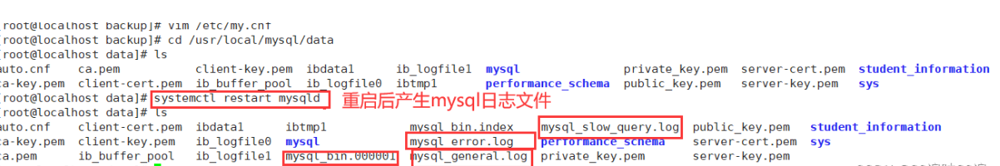 [root@localhost backup]# vim /etc/my.cnf
[root@localhost backup]# cd /usr/local/mysql/data
[root@localhost data]# ls
auto.cnf ca.pem client-key.pem ibdata1 ib_logfile1 mysql private_key.pem server-cert.pem student_information
ca-key.pem client-cert.pem ib_buffer_pool ib_logfile0 ibtmp1 performance_schema public_key.pem server-key.pem sys
[root@localhost data]# systemctl restart mysqld 重启后产生mysql日志文件
[root@localhost data]# ls
auto.cnf client-cert.pem ibdata1 ibtmp1 mysql_bin.index mysql_slow_query.log public_key.pem student_information
ca-key.pem client-key.pem ib_logfile0 mysql mysql_error.log performance_schema server-cert.pem sys
ca.pem ib_buffer_pool ib_logfile1 mysql_bin.000001 mysql_general.log private_key.pem server-key.pem